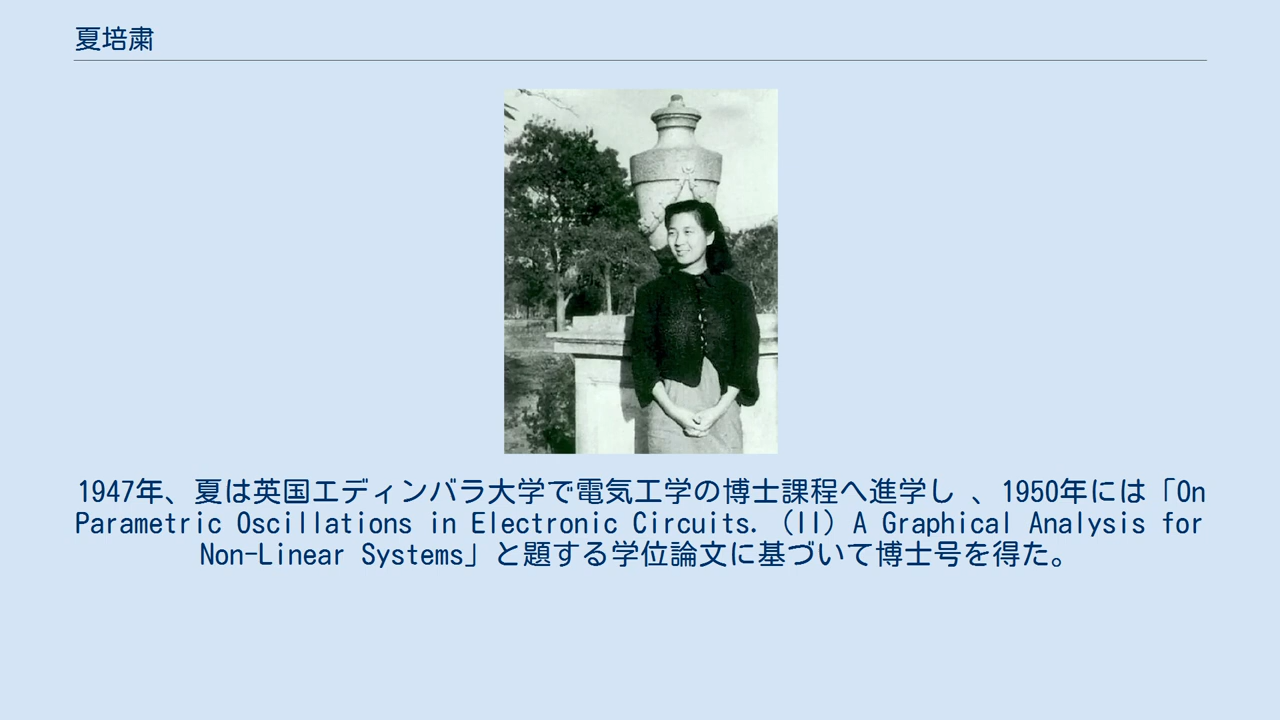 夏培粛
1947年、夏は英国エディンバラ大学で電気工学の博士課程へ進学し 、1950年には「On
Parametric Oscillations in Electronic Circuits. (II) A Graphical Analysis for
Non-Linear Systems」と題する学位論文に基づいて博士号を得た。